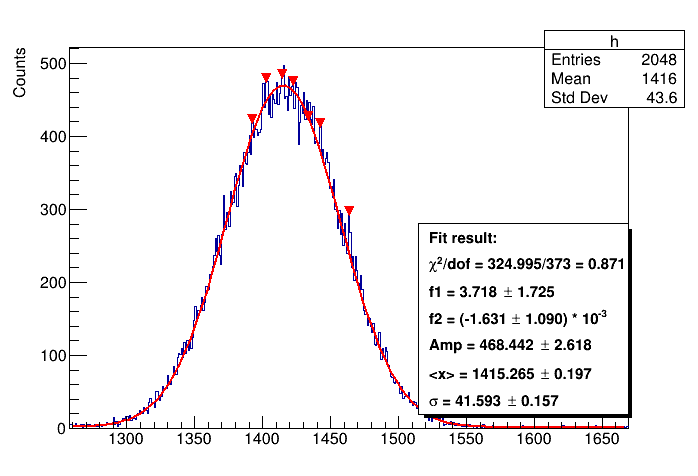 h
Entries 2048
Mean 1416
Std Dev 43.6
Counts
500
400
300
200
100
0
1300 1350 1400 1450 1500 1550 1600 1650
Fit result:
χ²/dof = 324.995/373 = 0.871
f1 = 3.718 ± 1.725
f2 = (-1.631 ± 1.090) * 10⁻³
Amp = 468.442 ± 2.618
<x> = 1415.265 ± 0.197
σ = 41.593 ± 0.157